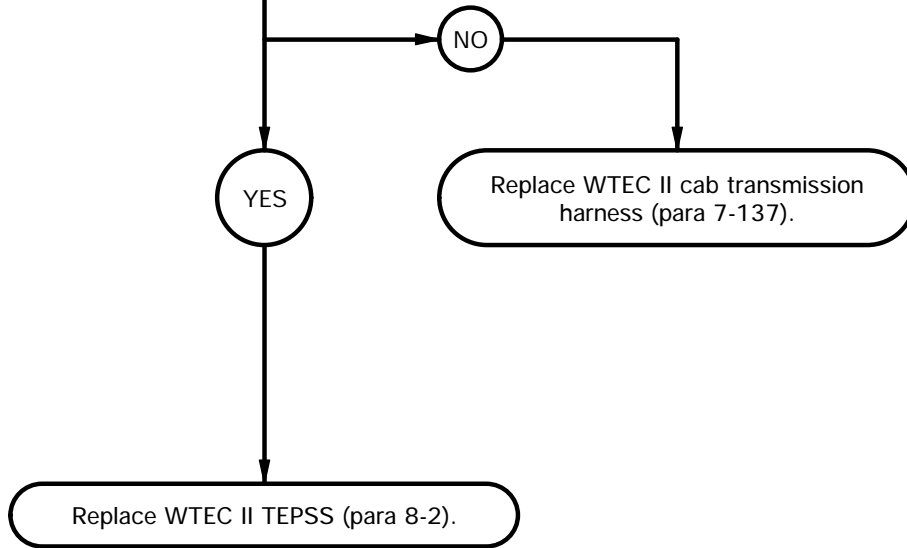 NO
YES
Replace WTEC II cab transmission
harness (para 7-137).
Replace WTEC II TEPSS (para 8-2).